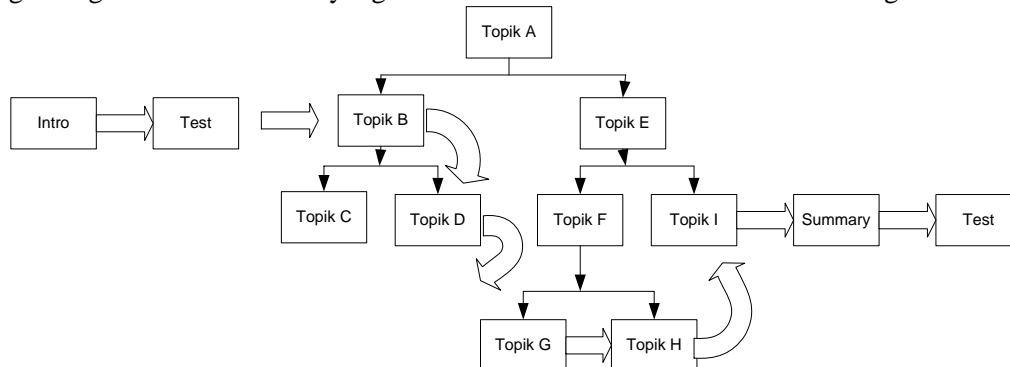 Topik A
Intro
Test
Topik B
Topik E
Topik C
Topik D
Topik F
Topik I
Summary
Test
Topik G
Topik H